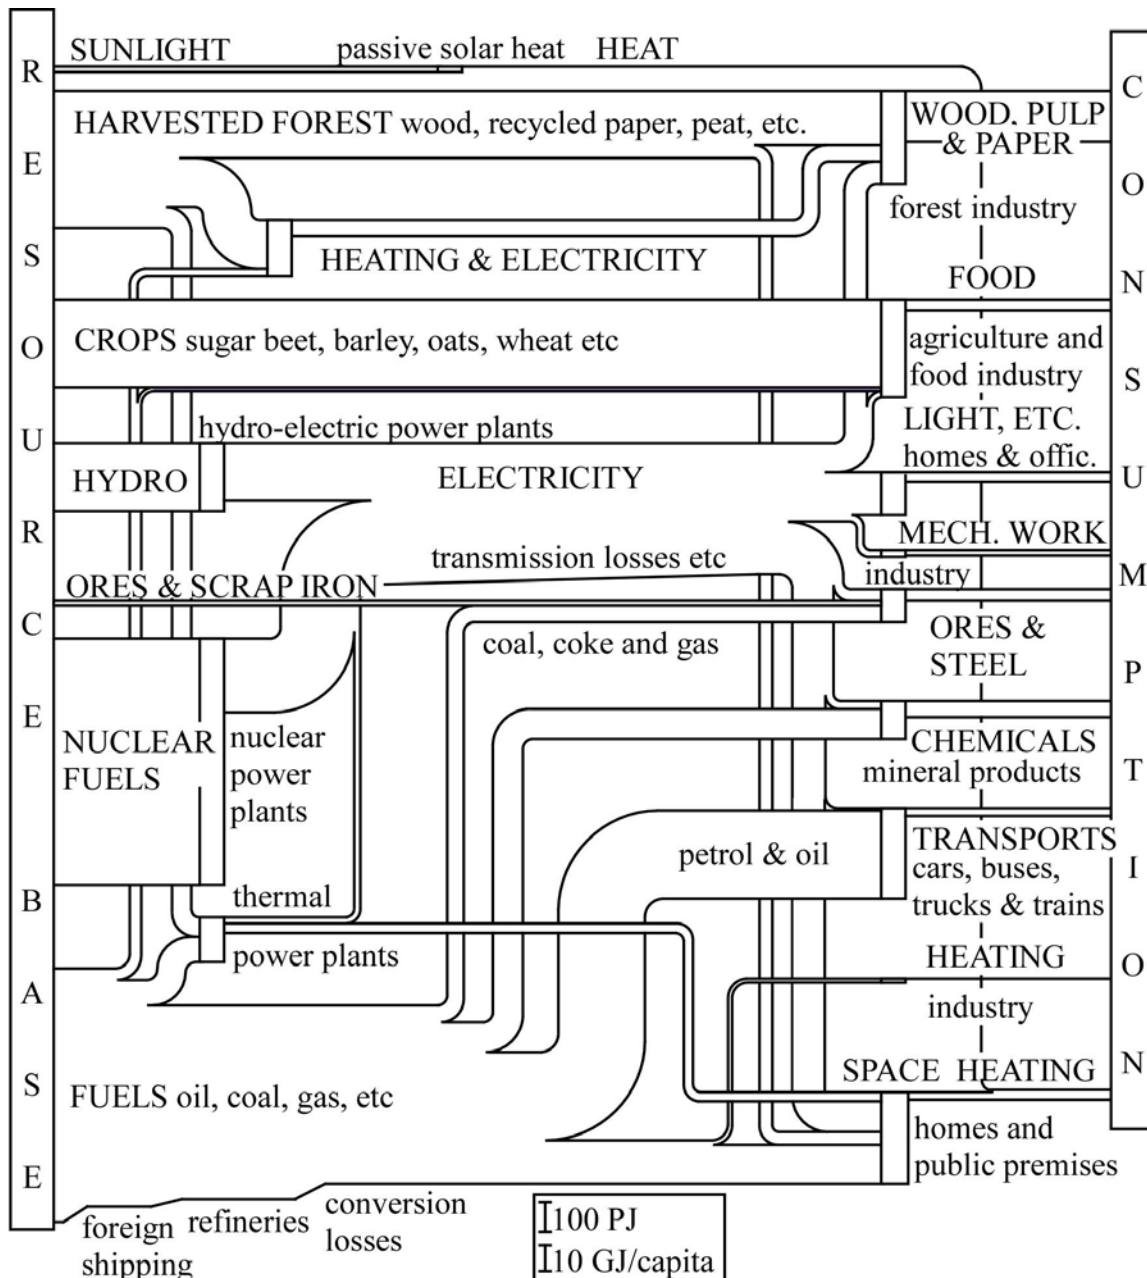 RESOURCE BASE
SUNLIGHT
passive solar heat
HEAT
HARVESTED FOREST wood, recycled paper, peat, etc.
WOOD, PULP
& PAPER
forest industry
HEATING & ELECTRICITY
FOOD
CROPS sugar beet, barley, oats, wheat etc
agriculture and
food industry
hydro-electric power plants
LIGHT, ETC.
homes & offic.
HYDRO
ELECTRICITY
MECH. WORK
industry
transmission losses etc
ORES & SCRAP IRON
coal, coke and gas
ORES &
STEEL
NUCLEAR
FUELS
nuclear
power
plants
CHEMICALS
mineral products
petrol & oil
TRANSPORTS
cars, buses,
trucks & trains
thermal
power plants
HEATING
industry
SPACE HEATING
FUELS oil, coal, gas, etc
homes and
public premises
foreign
shipping
refineries
conversion
losses
100 PJ
10 GJ/capita
CONSUMPTION